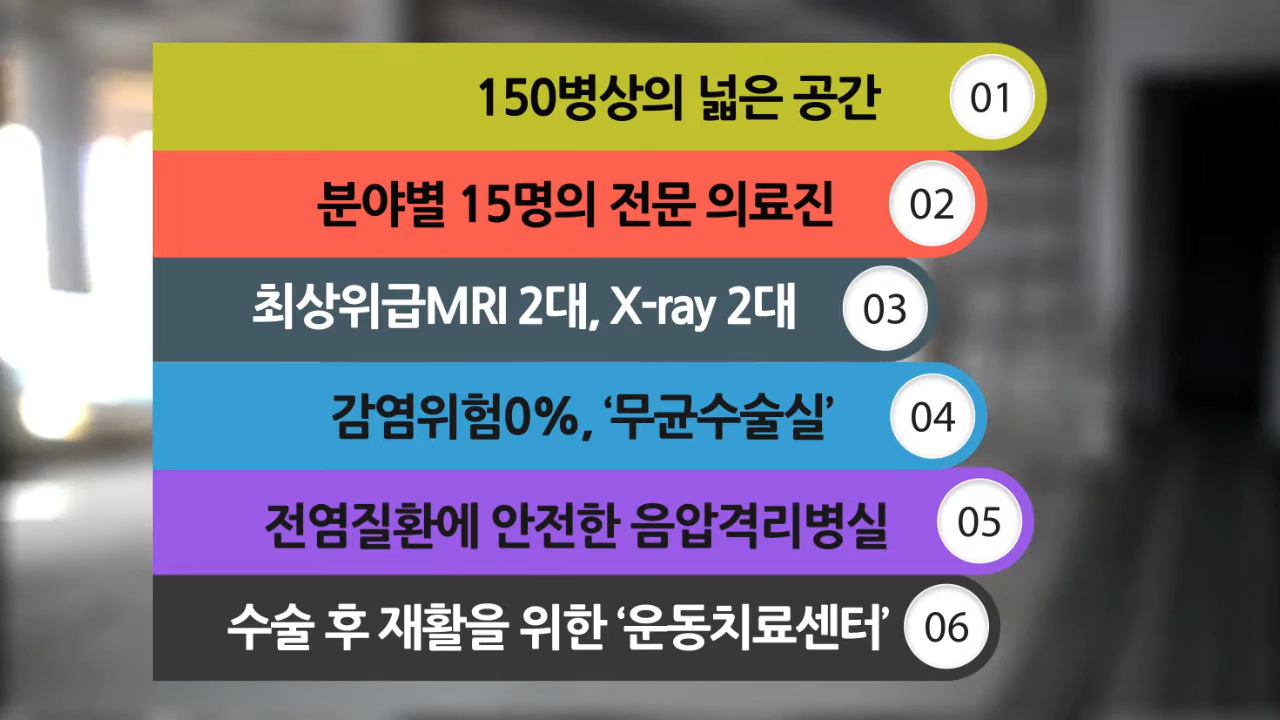 150병상의 넓은 공간 01
분야별 15명의 전문 의료진 02
최상위급MRI 2대, X-ray 2대 03
감염위험0%, ‘무균수술실’ 04
전염질환에 안전한 음압격리병실 05
수술 후 재활을 위한 ‘운동치료센터’ 06